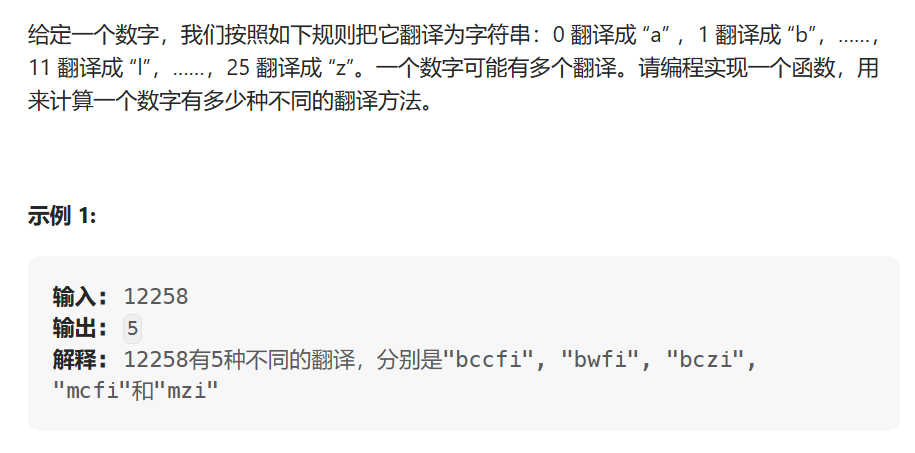 给定一个数字，我们按照如下规则把它翻译为字符串：0 翻译成 “a” ，1 翻译成 “b”，……，
11 翻译成 “l”，……，25 翻译成 “z”。一个数字可能有多个翻译。请编程实现一个函数，用
来计算一个数字有多少种不同的翻译方法。
示例 1:
输入: 12258
输出: 5
解释: 12258有5种不同的翻译，分别是"bccfi", "bwfi", "bczi",
"mcfi"和"mzi"